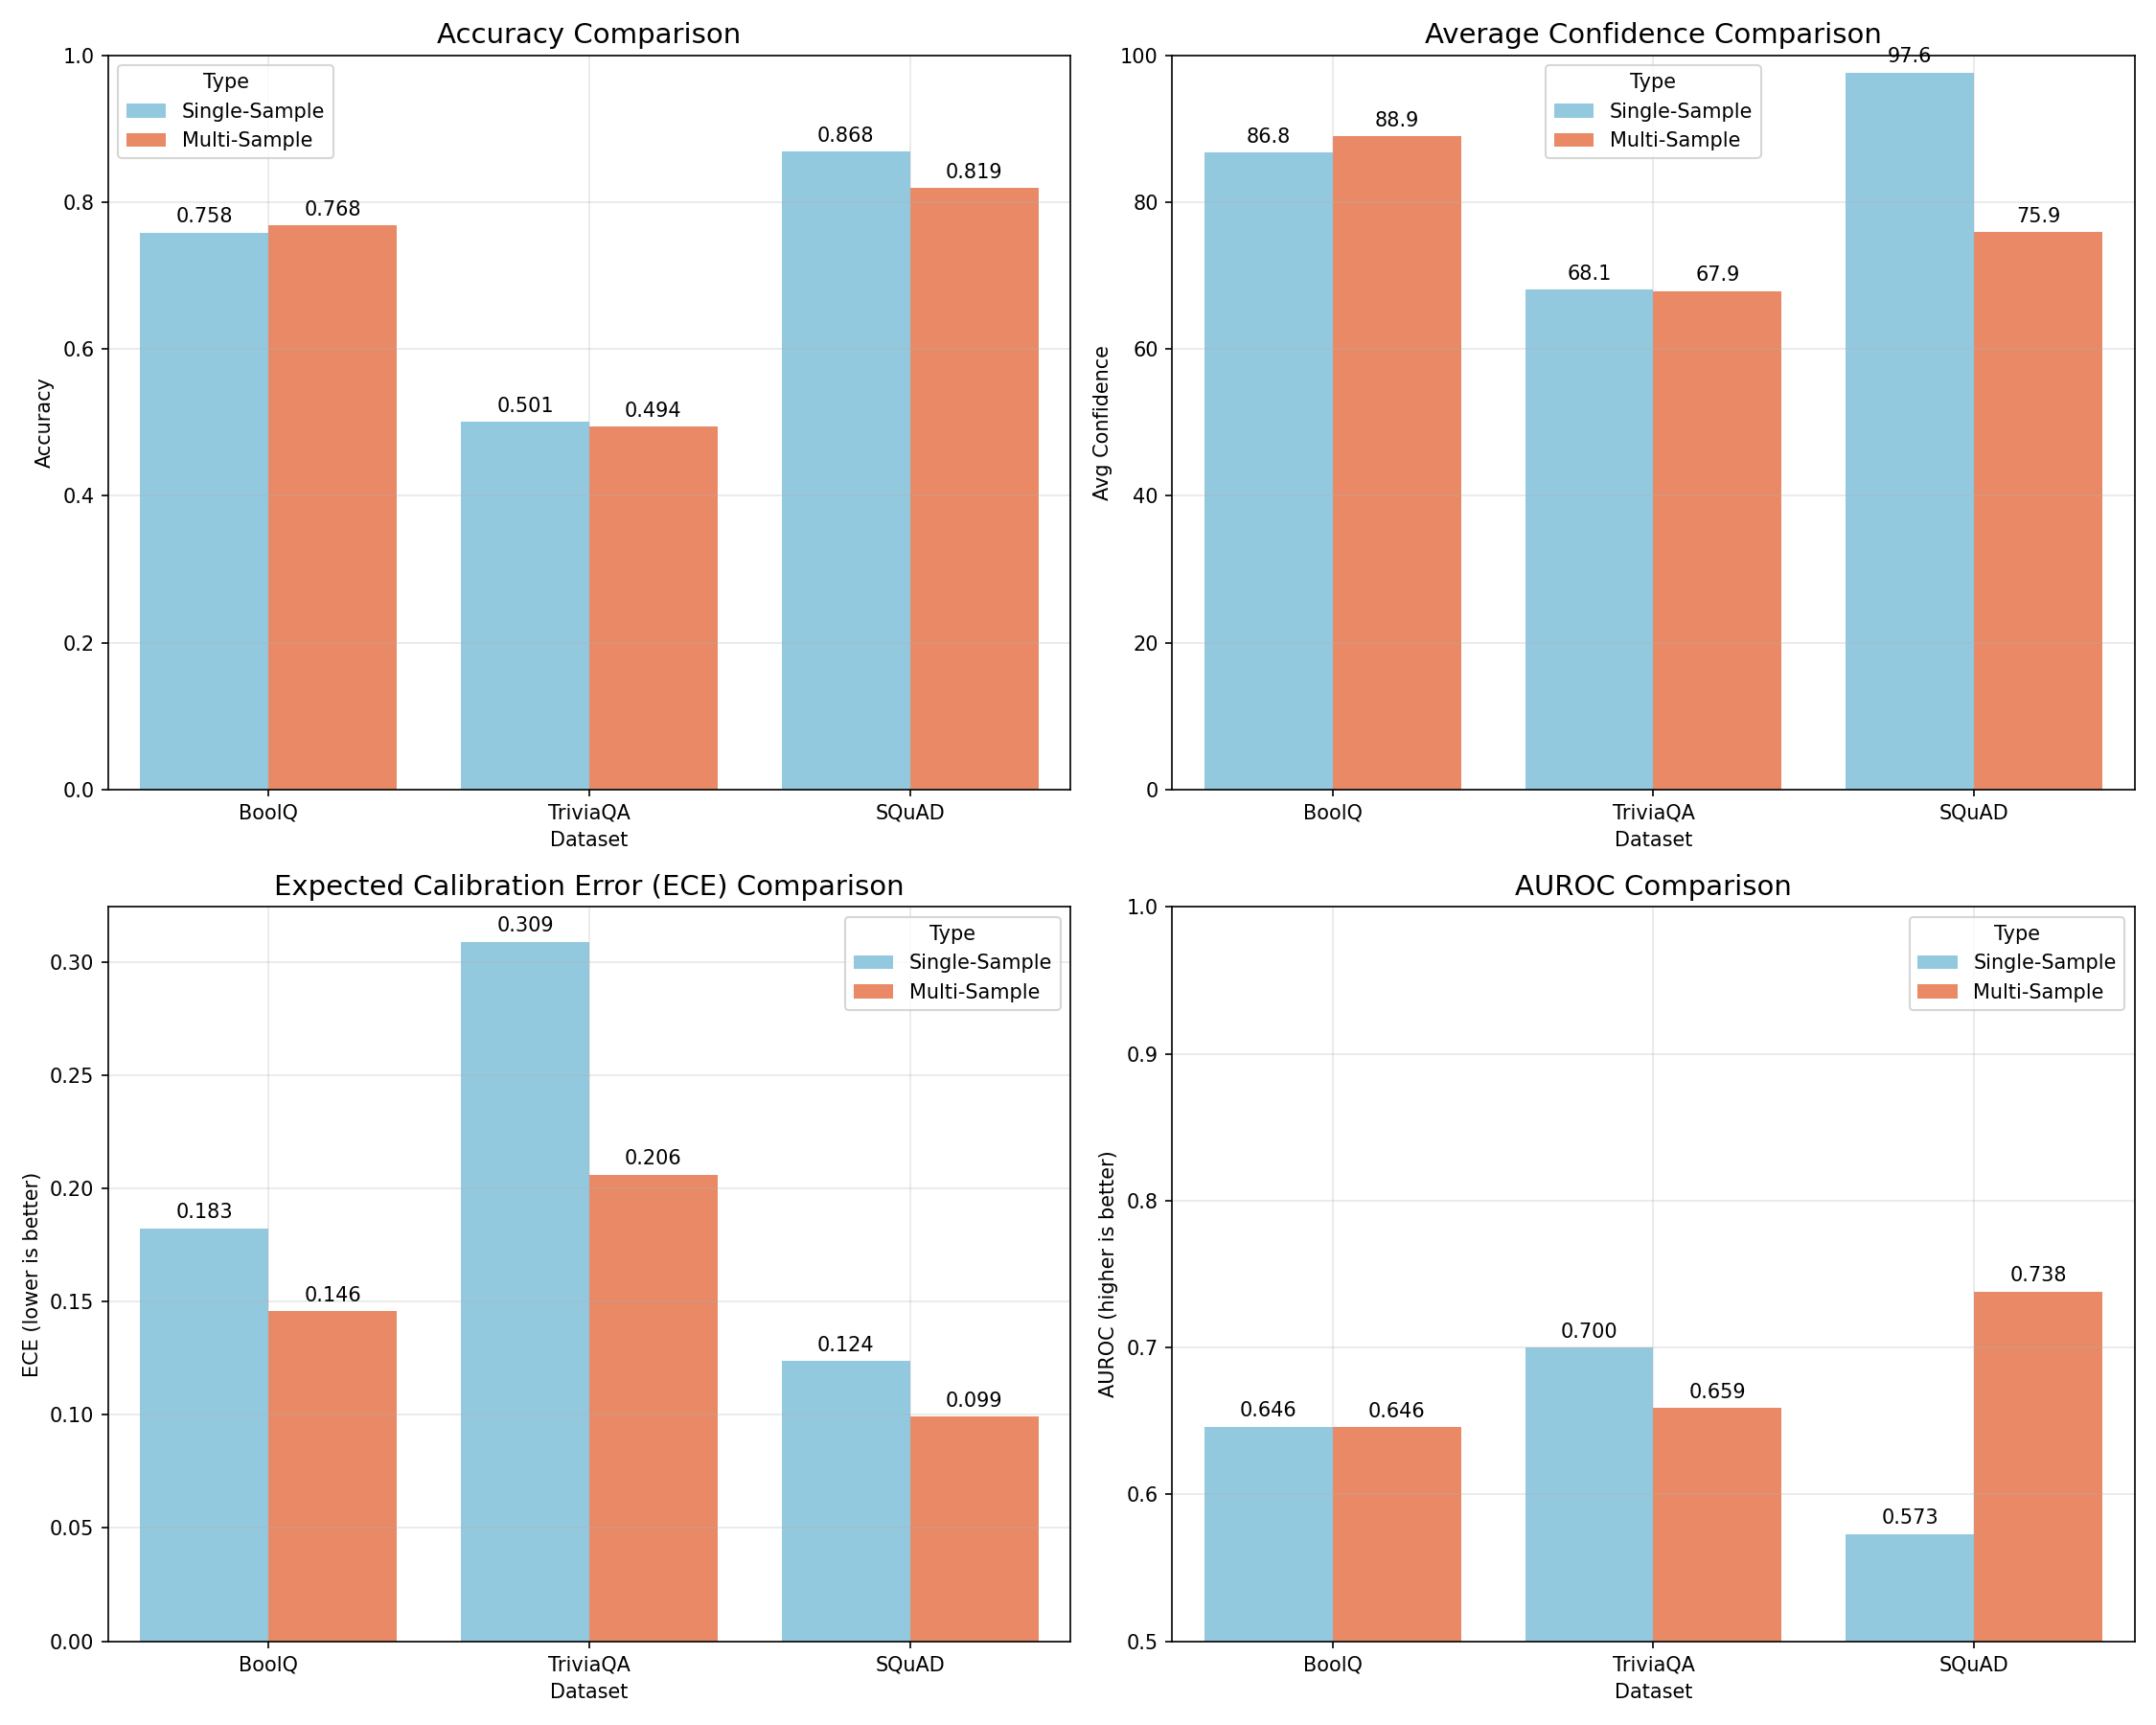 Accuracy Comparison
1.0
0.8
0.6
0.4
0.2
0.0
Accuracy
Type
Single-Sample
Multi-Sample
0.758
0.768
0.501
0.494
0.868
0.819
BoolQ
TriviaQA
SQuAD
Dataset
Average Confidence Comparison
100
80
60
40
20
0
Avg Confidence
Type
Single-Sample
Multi-Sample
86.8
88.9
68.1
67.9
97.6
75.9
BoolQ
TriviaQA
SQuAD
Dataset
Expected Calibration Error (ECE) Comparison
0.30
0.25
0.20
0.15
0.10
0.05
0.00
ECE (lower is better)
Type
Single-Sample
Multi-Sample
0.183
0.146
0.309
0.206
0.124
0.099
BoolQ
TriviaQA
SQuAD
Dataset
AUROC Comparison
1.0
0.9
0.8
0.7
0.6
0.5
AUROC (higher is better)
Type
Single-Sample
Multi-Sample
0.646
0.646
0.700
0.659
0.573
0.738
BoolQ
TriviaQA
SQuAD
Dataset